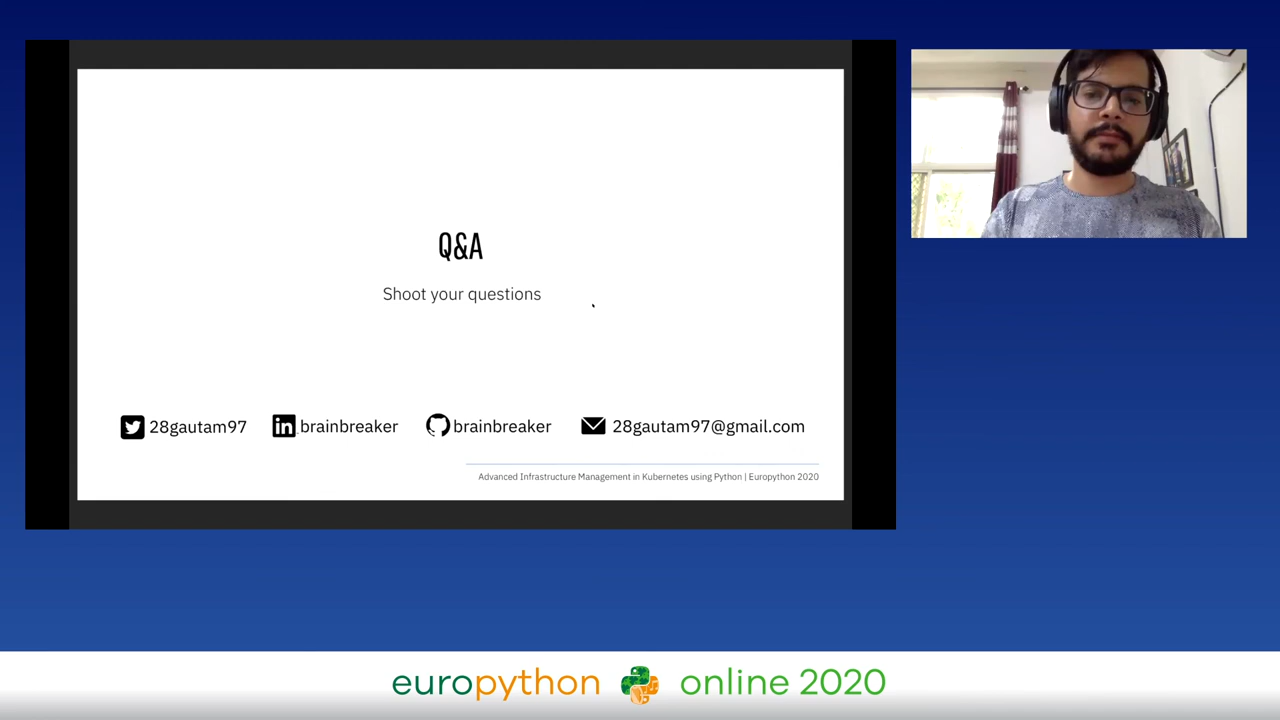 Q&A
Shoot your questions
28gautam97 brainbreaker brainbreaker 28gautam97@gmail.com
Advanced Infrastructure Management in Kubernetes using Python | Europython 2020
europython online 2020